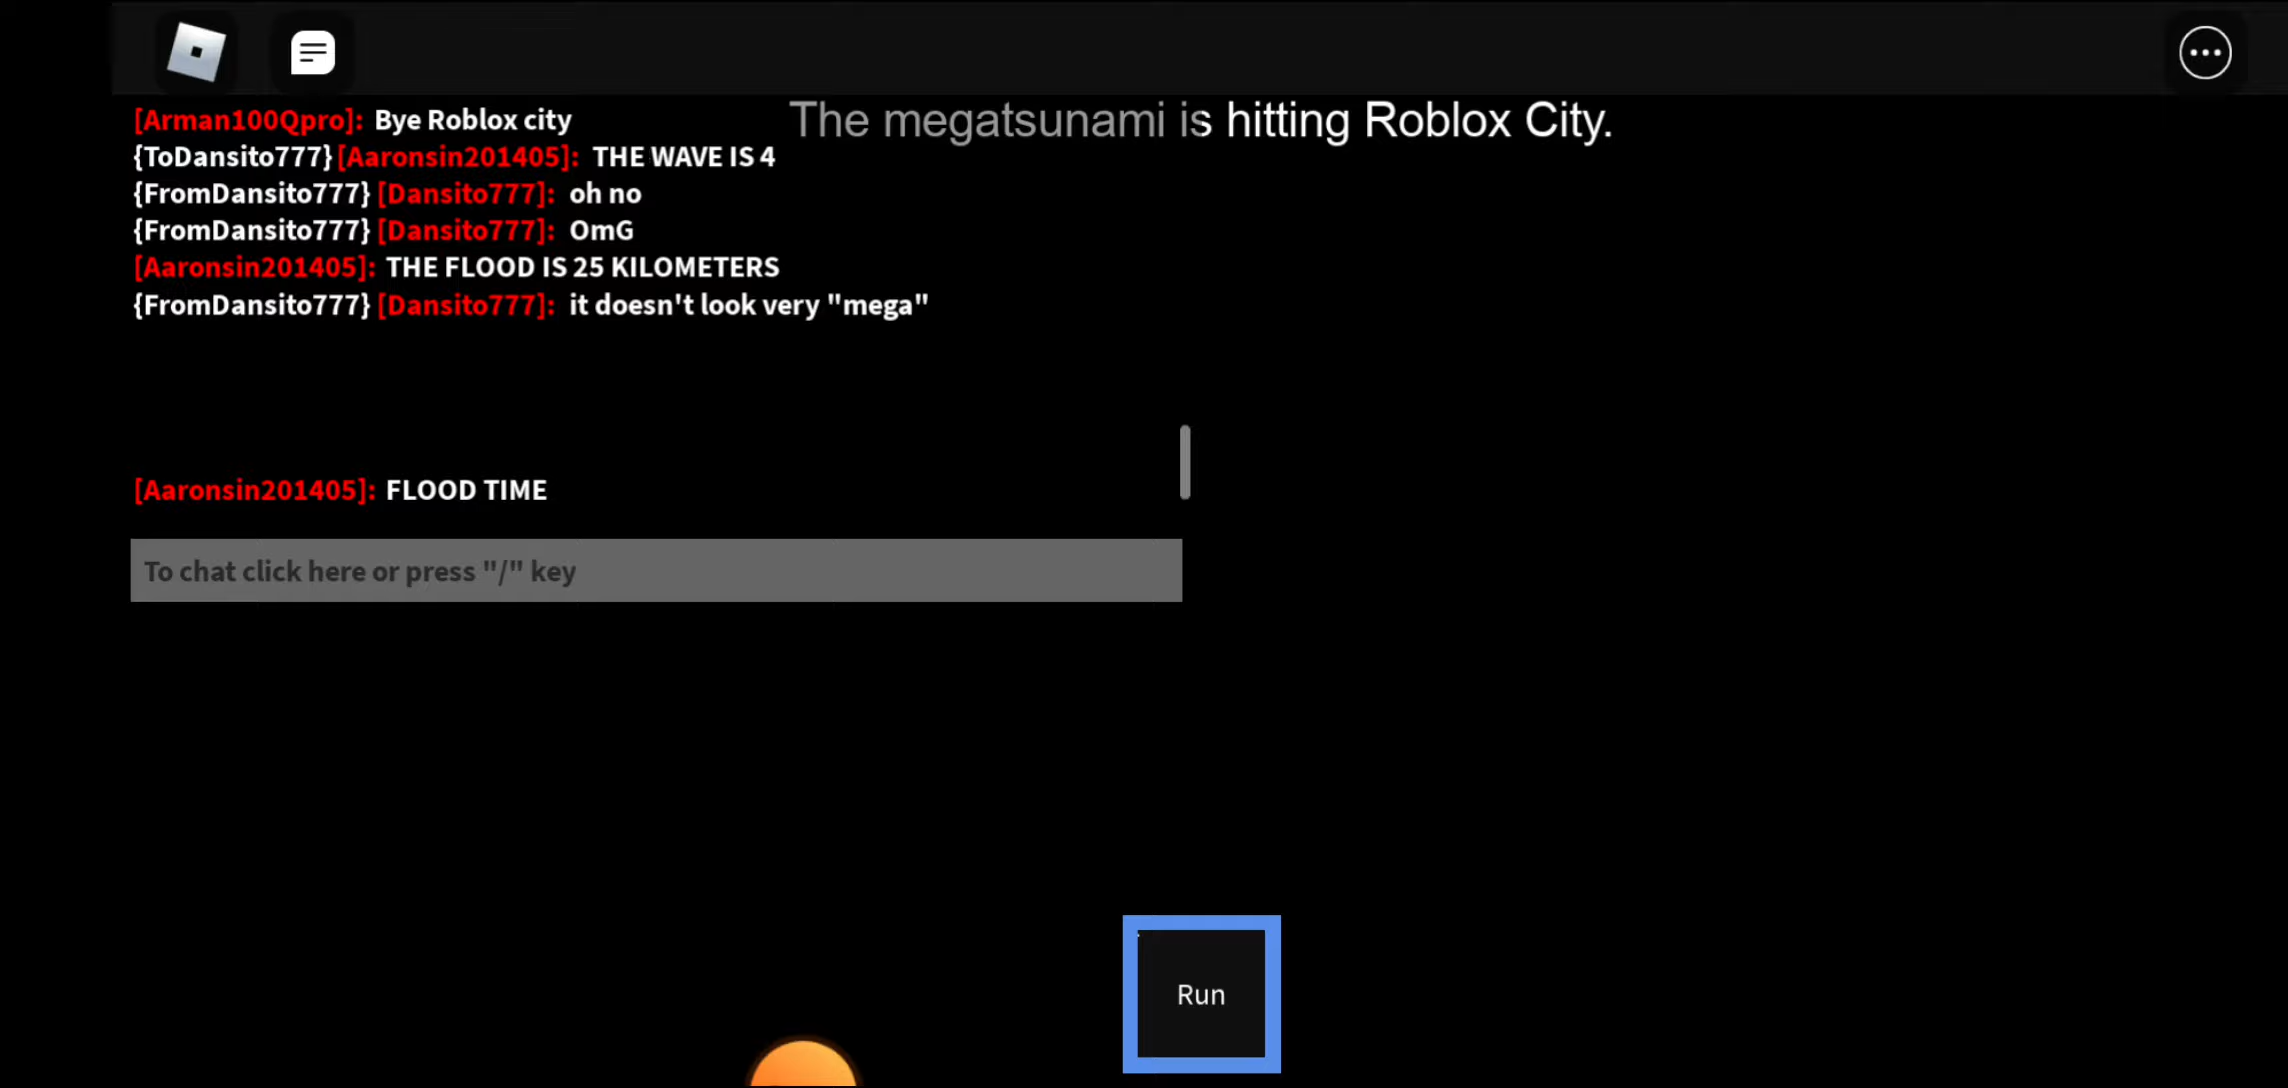 The megatsunami is hitting Roblox City.
[Arman100Qpro]: Bye Roblox city
{ToDansito777} [Aaronsin201405]: THE WAVE IS 4
{FromDansito777} [Dansito777]: oh no
{FromDansito777} [Dansito777]: OmG
[Aaronsin201405]: THE FLOOD IS 25 KILOMETERS
{FromDansito777} [Dansito777]: it doesn't look very "mega"
[Aaronsin201405]: FLOOD TIME
To chat click here or press "/" key
Run